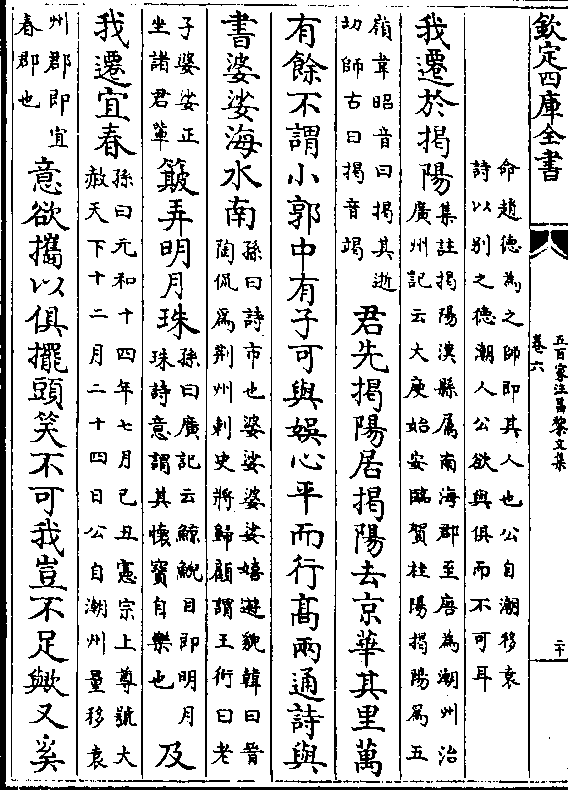 欽定四庫全書
命趙德為之師即其人也公自潮移袁
詩以别之德潮人公欲與俱而不可耳
我遷於揭陽
集註揭陽漢縣屬南海郡至唐為潮州治
廣州記云大庾始安臨賀桂陽揭陽為五
嶺韋昭音曰揭其逝
切師古曰揭音竭
君先揭陽居揭陽去京華其里萬
有餘不謂小郭中有子可與娛心平而行髙兩通詩與
書婆娑海水南
孫曰詩市也婆娑婆娑嬉遊貌韓曰晉
陶侃為荆州刺史將歸顧謂王衍曰老
子婆娑正
坐諸君輩
簸弄明月珠
孫曰廣記云鯨鯢目即明月
珠詩意謂其懷寳自樂也
及
我遷宜春
孫曰元和十四年七月己丑憲宗上尊號大
赦天下十二月二十四日公自潮州量移袁
州郡即宜
春郡也
意欲攜以俱擺頭笑不可我豈不足歟又奚
五百家注昌黎文集
卷六
二十